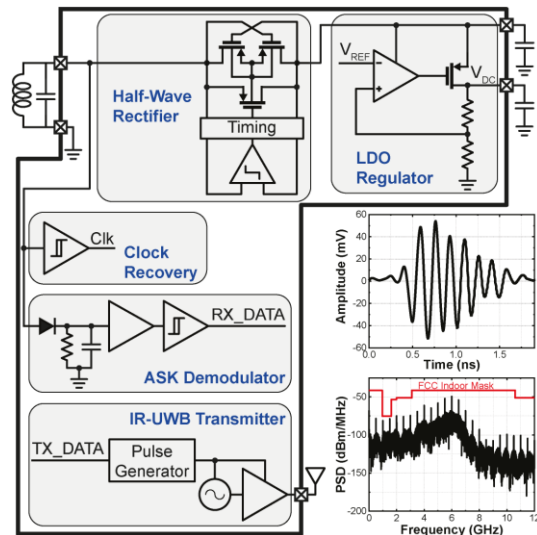 V_REF
V_DC
Half-Wave
Rectifier
Timing
LDO
Regulator
Clk
Clock
Recovery
RX_DATA
ASK Demodulator
IR-UWB Transmitter
TX_DATA
Pulse
Generator
Amplitude (mV)
60
40
20
0
-20
-40
-60
0.0 0.5 1.0 1.5
Time (ns)
FCC Indoor Mask
PSD (dBm/MHz)
-50
-100
-150
-200
0 2 4 6 8 10 12
Frequency (GHz)